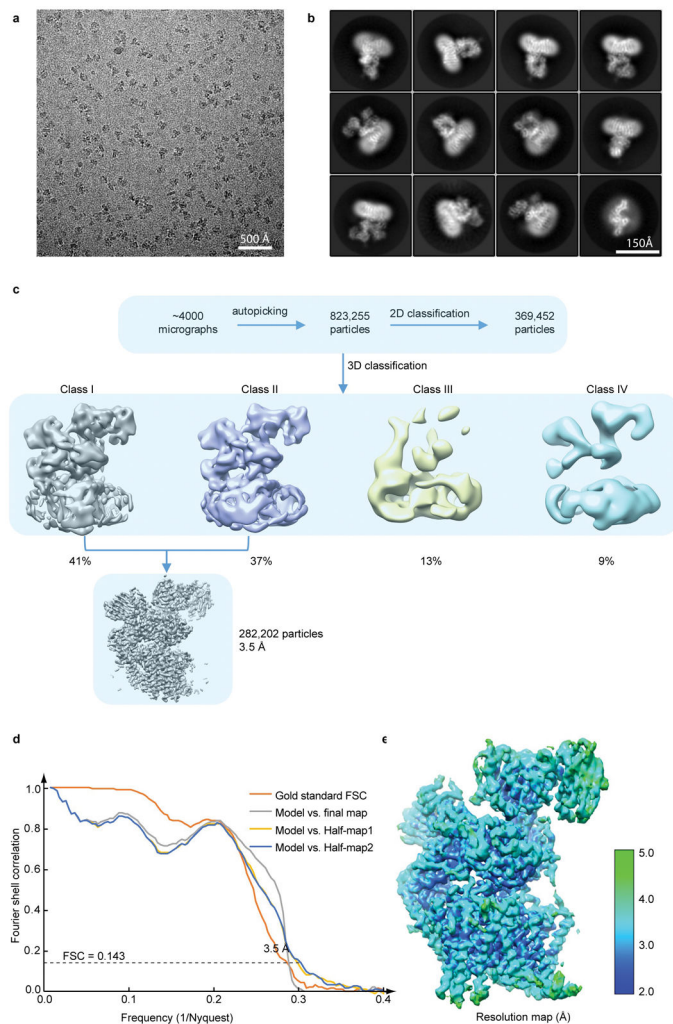 a
500 Å
b
150Å
c
~4000
micrographs
autopicking
823,255
particles
2D classification
369,452
particles
3D classification
Class I
Class II
Class III
Class IV
41%
37%
13%
9%
282,202 particles
3.5 Å
d
Fourier shell correlation
1.0
0.8
0.6
0.4
0.2
0.0
Gold standard FSC
Model vs. final map
Model vs. Half-map1
Model vs. Half-map2
3.5 Å
FSC = 0.143
0.0
0.1
0.2
0.3
0.4
Frequency (1/Nyquest)
e
5.0
4.0
3.0
2.0
Resolution map (Å)